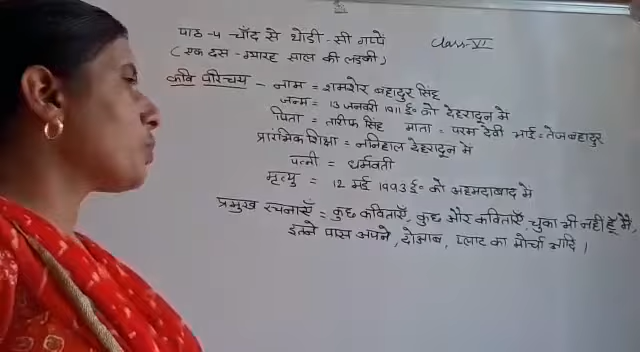 पाठ-4 चाँद से थोड़ी-सी गप्पें
Class-VI
(एक दस-ग्यारह साल की लड़की)
कवि परिचय - नाम = शमशेर बहादुर सिंह
जन्म = 13 जनवरी 1911 ई० को देहरादून में
पिता = तारीफ सिंह माता = परम देवी भाई = तेज बहादुर
प्रारंभिक शिक्षा = ननिहाल देहरादून में
पत्नी = धर्मवती
मृत्यु = 12 मई 1993 ई० को अहमदाबाद में
प्रमुख रचनाएँ = कुछ कविताएँ, कुछ और कविताएँ, चुका भी नहीं हूँ मैं,
इतने पास अपने, दोआब, प्लाट का मोर्चा आदि।